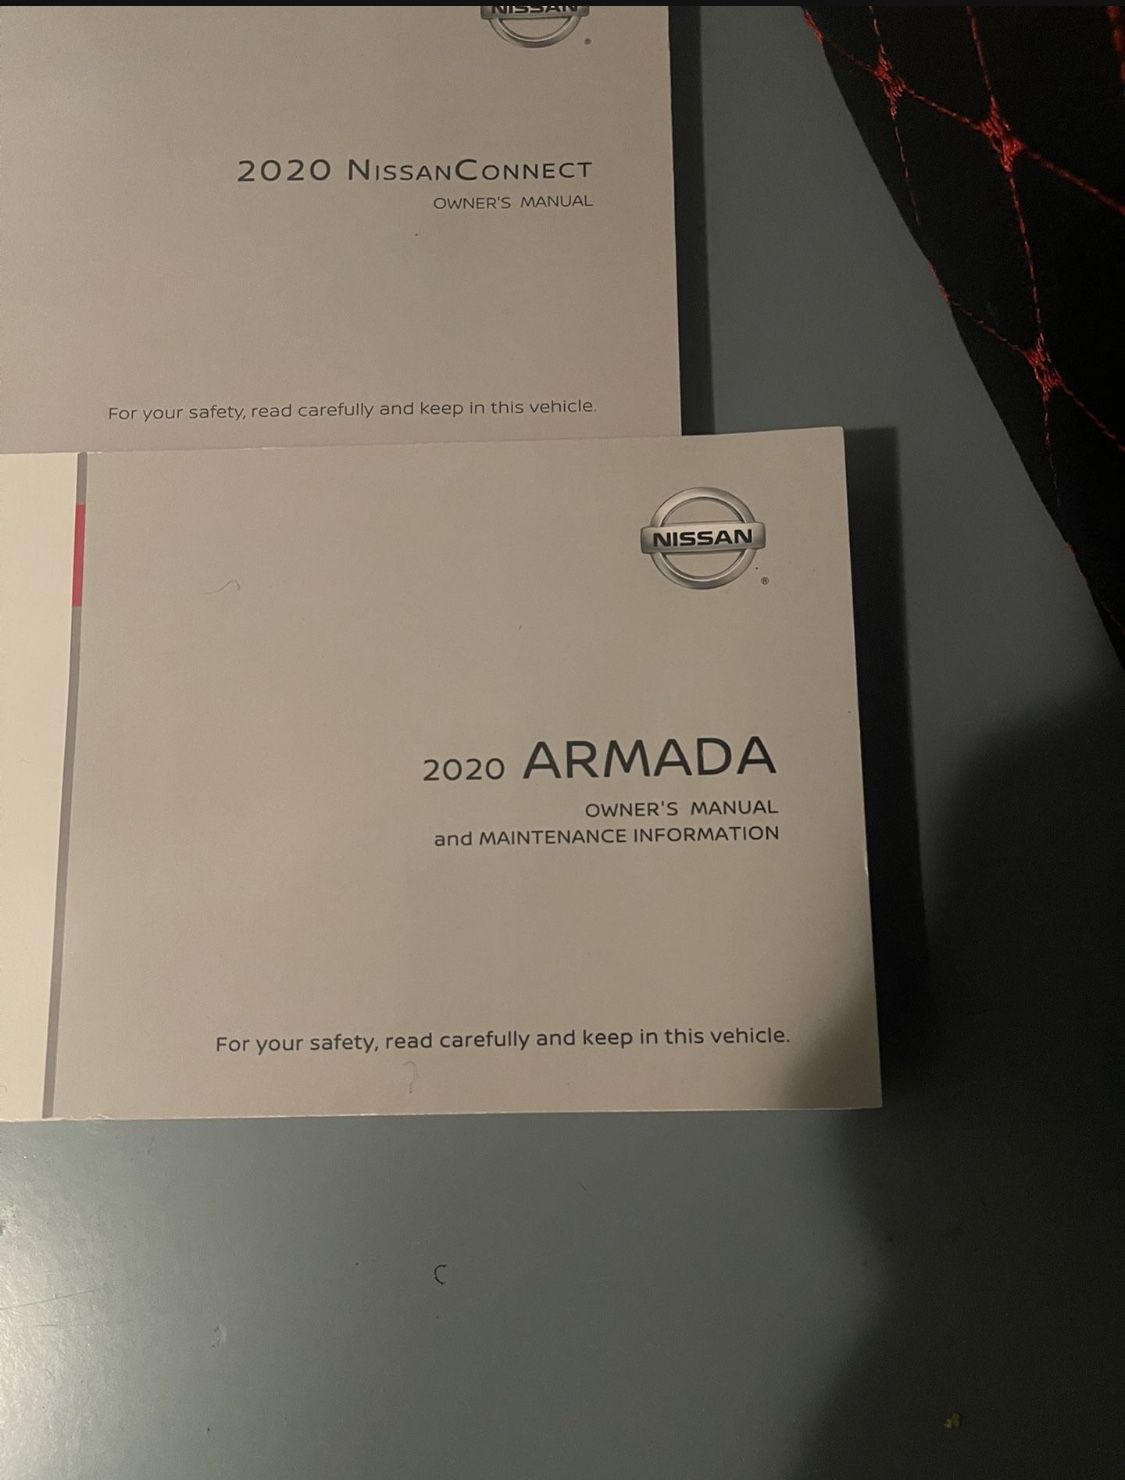 NISSAN
®
2020 NISSANCONNECT
OWNER'S MANUAL
For your safety, read carefully and keep in this vehicle.
NISSAN
®
2020 ARMADA
OWNER'S MANUAL
and MAINTENANCE INFORMATION
For your safety, read carefully and keep in this vehicle.